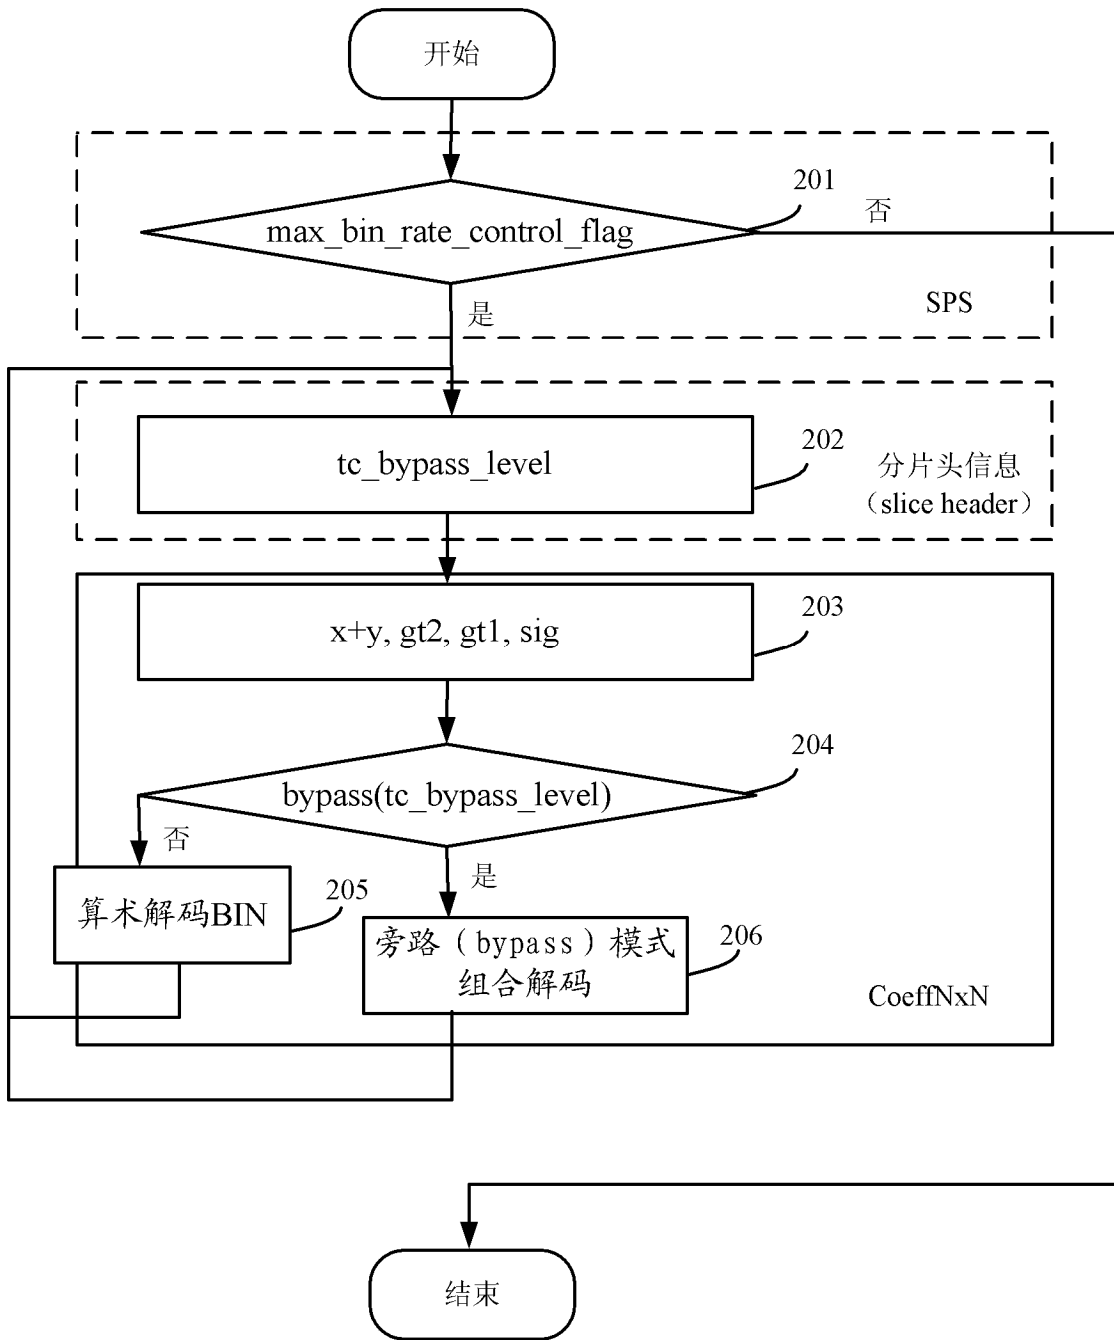 开始
201
否
max_bin_rate_control_flag
是
SPS
202
tc_bypass_level
分片头信息
（slice header）
203
x+y, gt2, gt1, sig
204
bypass(tc_bypass_level)
否
是
205
算术解码BIN
206
旁路（bypass）模式
组合解码
CoeffNxN
结束